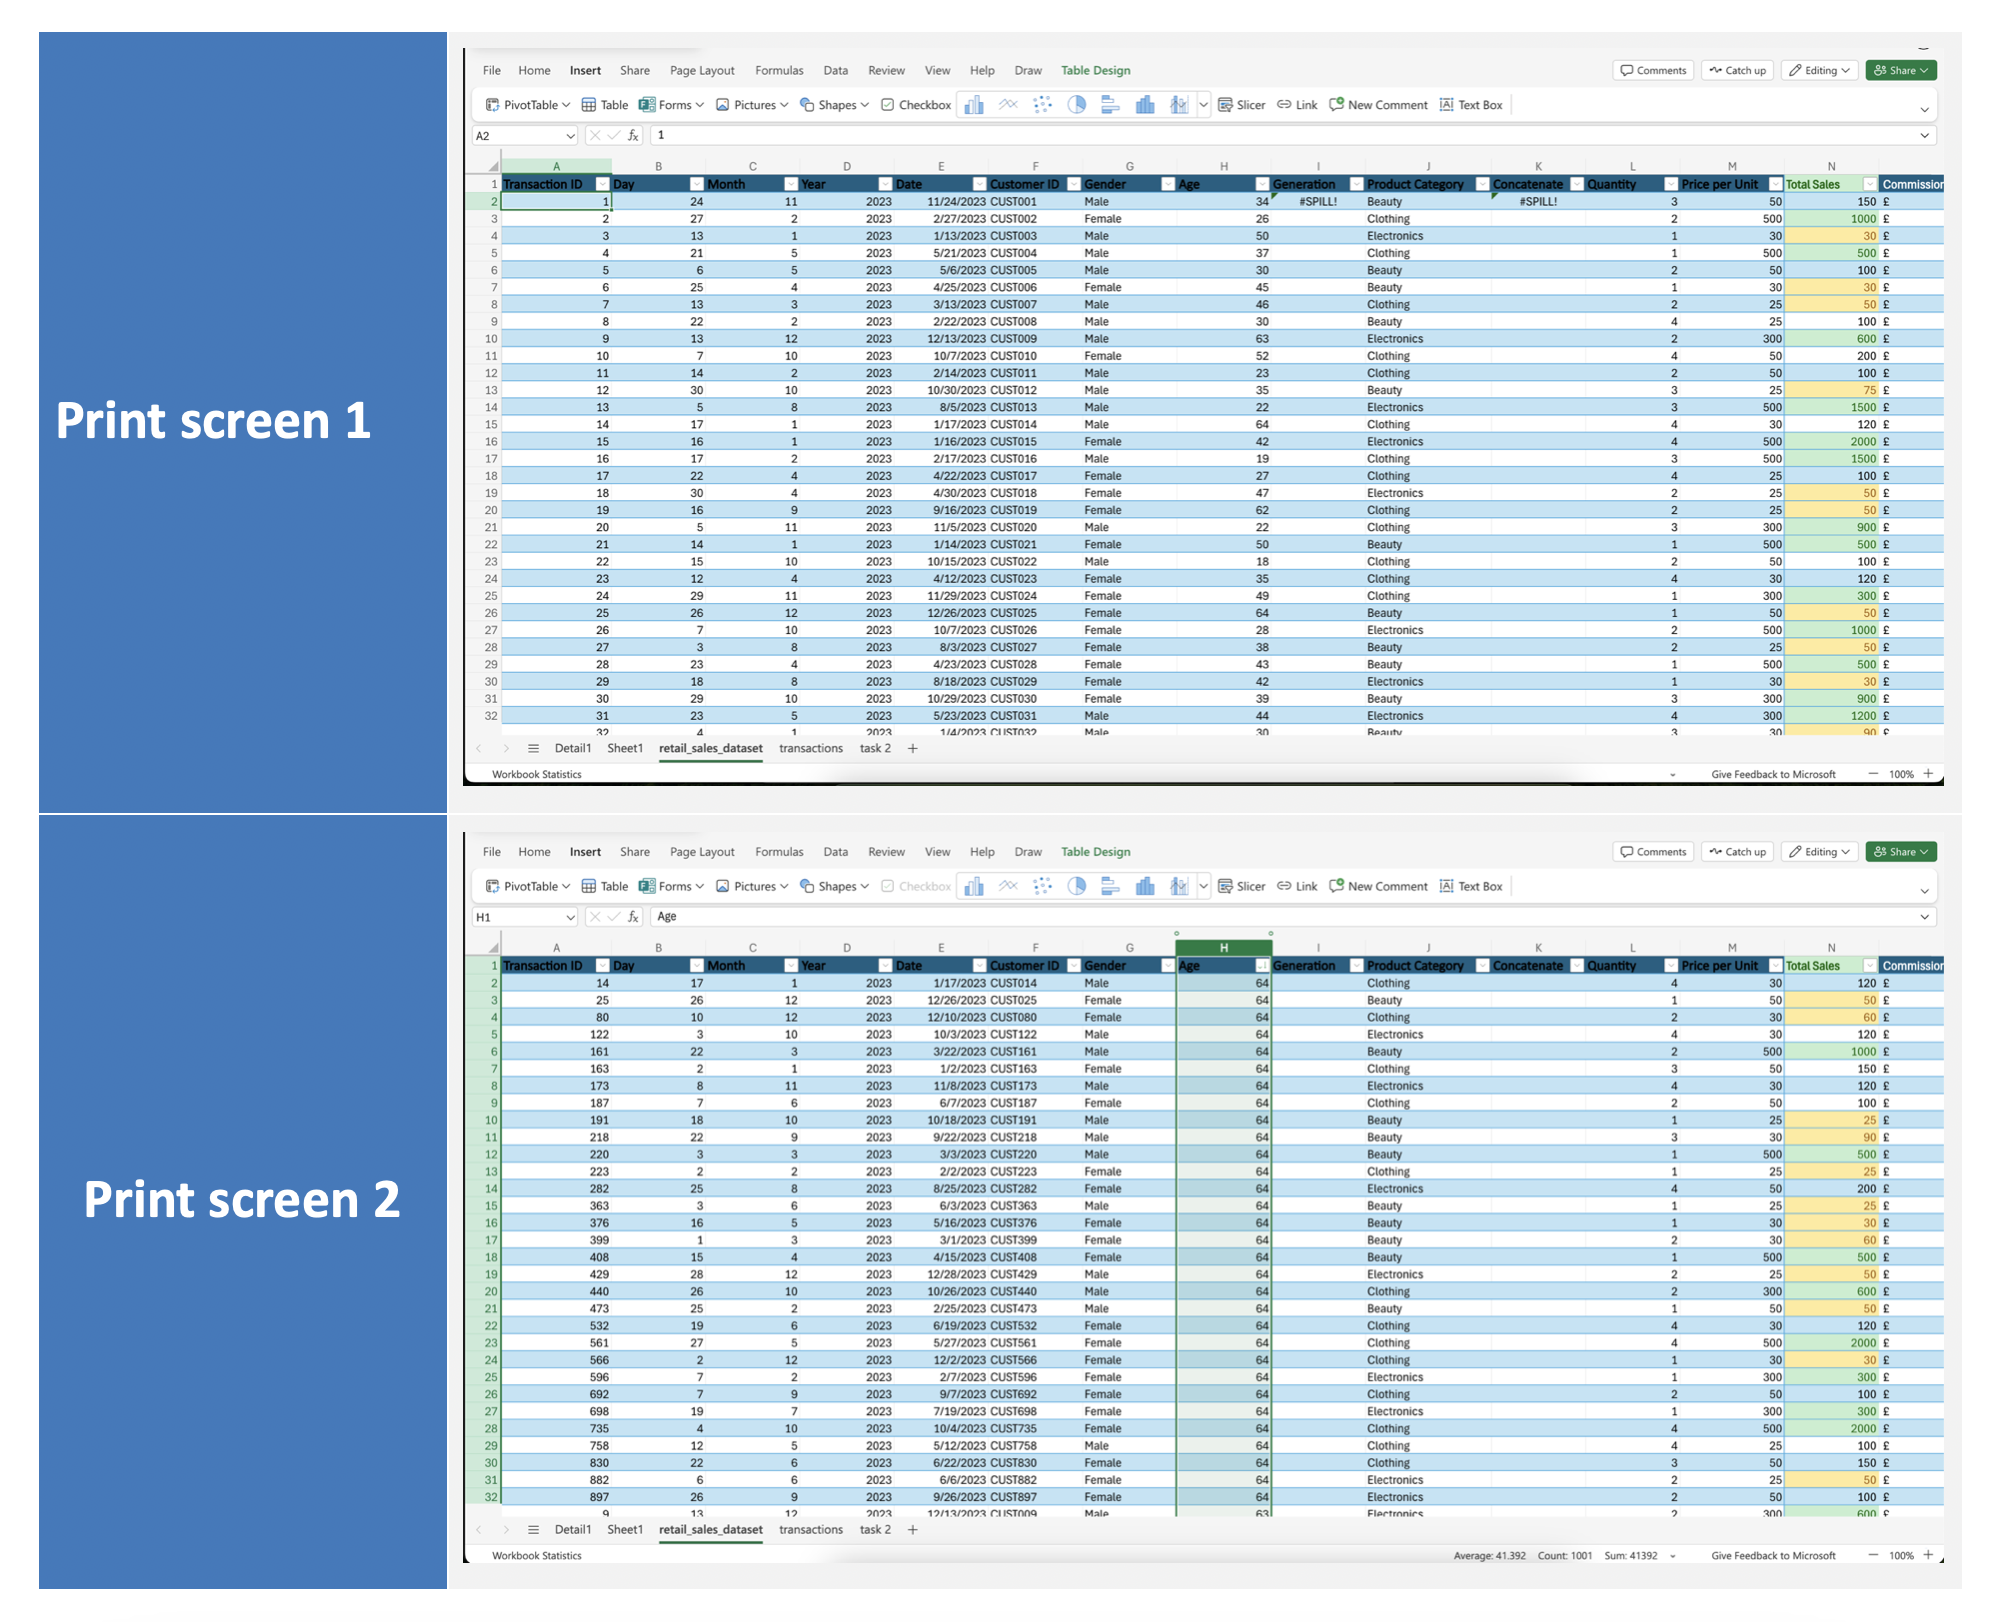 Print screen 1
File Home Insert Share Page Layout Formulas Data Review View Help Draw Table Design Comments Catch up Editing Share
PivotTable Table Forms Pictures Shapes Checkbox Slicer Link New Comment Text Box
A2 fx 1
A B C D E F G H I J K L M N
1 Transaction ID Day Month Year Date Customer ID Gender Age Generation Product Category Concatenate Quantity Price per Unit Total Sales Commission
2 1 24 11 2023 11/24/2023 CUST001 Male 34 #SPILL! Beauty #SPILL! 3 50 150 £
3 2 27 2 2023 2/27/2023 CUST002 Female 26 Clothing 2 500 1000 £
4 3 13 1 2023 1/13/2023 CUST003 Male 50 Electronics 1 30 30 £
5 4 21 5 2023 5/21/2023 CUST004 Male 37 Clothing 1 500 500 £
6 5 6 5 2023 5/6/2023 CUST005 Male 30 Beauty 2 50 100 £
7 6 25 4 2023 4/25/2023 CUST006 Female 45 Beauty 1 30 30 £
8 7 13 3 2023 3/13/2023 CUST007 Male 46 Clothing 2 25 50 £
9 8 22 2 2023 2/22/2023 CUST008 Male 30 Beauty 4 25 100 £
10 9 13 12 2023 12/13/2023 CUST009 Male 63 Electronics 2 300 600 £
11 10 7 10 2023 10/7/2023 CUST010 Female 52 Clothing 4 50 200 £
12 11 14 2 2023 2/14/2023 CUST011 Male 23 Clothing 2 50 100 £
13 12 30 10 2023 10/30/2023 CUST012 Male 35 Beauty 3 25 75 £
14 13 5 8 2023 8/5/2023 CUST013 Male 22 Electronics 3 500 1500 £
15 14 17 1 2023 1/17/2023 CUST014 Male 64 Clothing 4 30 120 £
16 15 16 1 2023 1/16/2023 CUST015 Female 42 Electronics 4 500 2000 £
17 16 17 2 2023 2/17/2023 CUST016 Male 19 Clothing 3 500 1500 £
18 17 22 4 2023 4/22/2023 CUST017 Female 27 Clothing 4 25 100 £
19 18 30 4 2023 4/30/2023 CUST018 Female 47 Electronics 2 25 50 £
20 19 16 9 2023 9/16/2023 CUST019 Female 62 Clothing 2 25 50 £
21 20 5 11 2023 11/5/2023 CUST020 Male 22 Clothing 3 300 900 £
22 21 14 1 2023 1/14/2023 CUST021 Female 50 Beauty 1 500 500 £
23 22 15 10 2023 10/15/2023 CUST022 Male 18 Clothing 2 50 100 £
24 23 12 4 2023 4/12/2023 CUST023 Female 35 Clothing 4 30 120 £
25 24 29 11 2023 11/29/2023 CUST024 Female 49 Clothing 1 300 300 £
26 25 26 12 2023 12/26/2023 CUST025 Female 64 Beauty 1 50 50 £
27 26 7 10 2023 10/7/2023 CUST026 Female 28 Electronics 2 500 1000 £
28 27 3 8 2023 8/3/2023 CUST027 Female 38 Beauty 2 25 50 £
29 28 23 4 2023 4/23/2023 CUST028 Female 43 Beauty 1 500 500 £
30 29 18 8 2023 8/18/2023 CUST029 Female 42 Electronics 1 30 30 £
31 30 29 10 2023 10/29/2023 CUST030 Female 39 Beauty 3 300 900 £
32 31 23 5 2023 5/23/2023 CUST031 Male 44 Electronics 4 300 1200 £
32 4 1 2023 1/4/2023 CUST032 Male 30 Beauty 3 30 90 £
Detail1 Sheet1 retail_sales_dataset transactions task 2 +
Workbook Statistics Give Feedback to Microsoft — 100% +
Print screen 2
File Home Insert Share Page Layout Formulas Data Review View Help Draw Table Design Comments Catch up Editing Share
PivotTable Table Forms Pictures Shapes Checkbox Slicer Link New Comment Text Box
H1 fx Age
A B C D E F G H I J K L M N
1 Transaction ID Day Month Year Date Customer ID Gender Age Generation Product Category Concatenate Quantity Price per Unit Total Sales Commission
2 14 17 1 2023 1/17/2023 CUST014 Male 64 Clothing 4 30 120 £
3 25 26 12 2023 12/26/2023 CUST025 Female 64 Beauty 1 50 50 £
4 80 10 12 2023 12/10/2023 CUST080 Female 64 Clothing 2 30 60 £
5 122 3 10 2023 10/3/2023 CUST122 Male 64 Electronics 4 30 120 £
6 161 22 3 2023 3/22/2023 CUST161 Male 64 Beauty 2 500 1000 £
7 163 2 1 2023 1/2/2023 CUST163 Female 64 Clothing 3 50 150 £
8 173 8 11 2023 11/8/2023 CUST173 Male 64 Electronics 4 30 120 £
9 187 7 6 2023 6/7/2023 CUST187 Female 64 Clothing 2 50 100 £
10 191 18 10 2023 10/18/2023 CUST191 Male 64 Beauty 1 25 25 £
11 218 22 9 2023 9/22/2023 CUST218 Male 64 Beauty 3 30 90 £
12 220 3 3 2023 3/3/2023 CUST220 Male 64 Beauty 1 500 500 £
13 223 2 2 2023 2/2/2023 CUST223 Female 64 Clothing 1 25 25 £
14 282 25 8 2023 8/25/2023 CUST282 Female 64 Electronics 4 50 200 £
15 363 3 6 2023 6/3/2023 CUST363 Male 64 Beauty 1 25 25 £
16 376 16 5 2023 5/16/2023 CUST376 Female 64 Beauty 1 30 30 £
17 399 1 3 2023 3/1/2023 CUST399 Female 64 Beauty 2 30 60 £
18 408 15 4 2023 4/15/2023 CUST408 Female 64 Beauty 1 500 500 £
19 429 28 12 2023 12/28/2023 CUST429 Male 64 Electronics 2 25 50 £
20 440 26 10 2023 10/26/2023 CUST440 Male 64 Clothing 2 300 600 £
21 473 25 2 2023 2/25/2023 CUST473 Male 64 Beauty 1 50 50 £
22 532 19 6 2023 6/19/2023 CUST532 Female 64 Clothing 4 30 120 £
23 561 27 5 2023 5/27/2023 CUST561 Female 64 Clothing 4 500 2000 £
24 566 2 12 2023 12/2/2023 CUST566 Female 64 Clothing 1 30 30 £
25 596 7 2 2023 2/7/2023 CUST596 Female 64 Electronics 1 300 300 £
26 692 7 9 2023 9/7/2023 CUST692 Female 64 Clothing 2 50 100 £
27 698 19 7 2023 7/19/2023 CUST698 Female 64 Electronics 1 300 300 £
28 735 4 10 2023 10/4/2023 CUST735 Female 64 Clothing 4 500 2000 £
29 758 12 5 2023 5/12/2023 CUST758 Male 64 Clothing 4 25 100 £
30 830 22 6 2023 6/22/2023 CUST830 Female 64 Clothing 3 50 150 £
31 882 6 6 2023 6/6/2023 CUST882 Female 64 Electronics 2 25 50 £
32 897 26 9 2023 9/26/2023 CUST897 Female 64 Electronics 2 50 100 £
9 13 12 2023 12/13/2023 CUST009 Male 63 Electronics 2 300 600 £
Detail1 Sheet1 retail_sales_dataset transactions task 2 +
Workbook Statistics Average: 41.392 Count: 1001 Sum: 41392 Give Feedback to Microsoft — 100% +